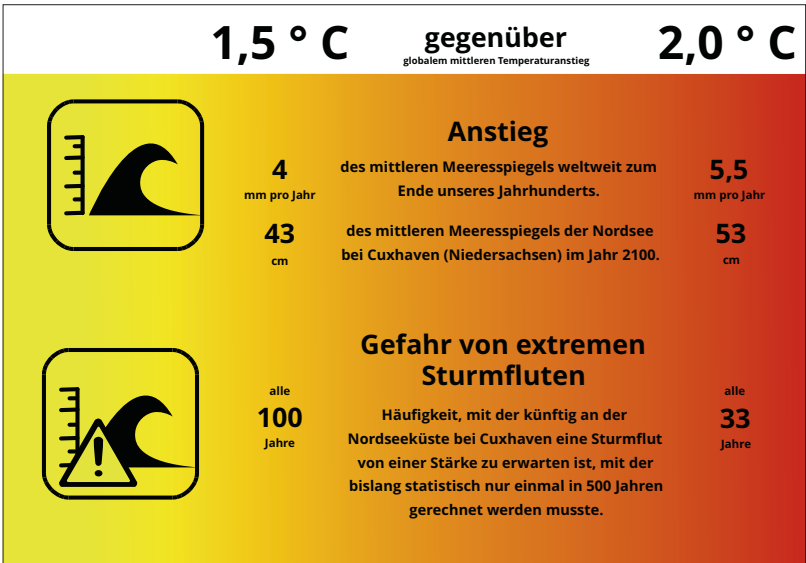 1,5 ° C
gegenüber
globalem mittleren Temperaturanstieg
2,0 ° C
Anstieg
4
mm pro Jahr
des mittleren Meeresspiegels weltweit zum
Ende unseres Jahrhunderts.
5,5
mm pro Jahr
43
cm
des mittleren Meeresspiegels der Nordsee
bei Cuxhaven (Niedersachsen) im Jahr 2100.
53
cm
Gefahr von extremen
Sturmfluten
alle
100
Jahre
Häufigkeit, mit der künftig an der
Nordseeküste bei Cuxhaven eine Sturmflut
von einer Stärke zu erwarten ist, mit der
bislang statistisch nur einmal in 500 Jahren
gerechnet werden musste.
alle
33
Jahre